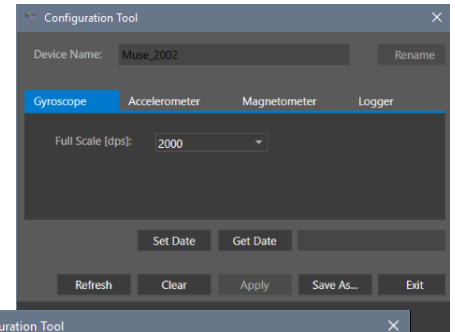 Configuration Tool
Device Name: Muse_2002 Rename
Gyroscope Accelerometer Magnetometer Logger
Full Scale [dps]: 2000
Set Date Get Date
Refresh Clear Apply Save As... Exit
uration Tool